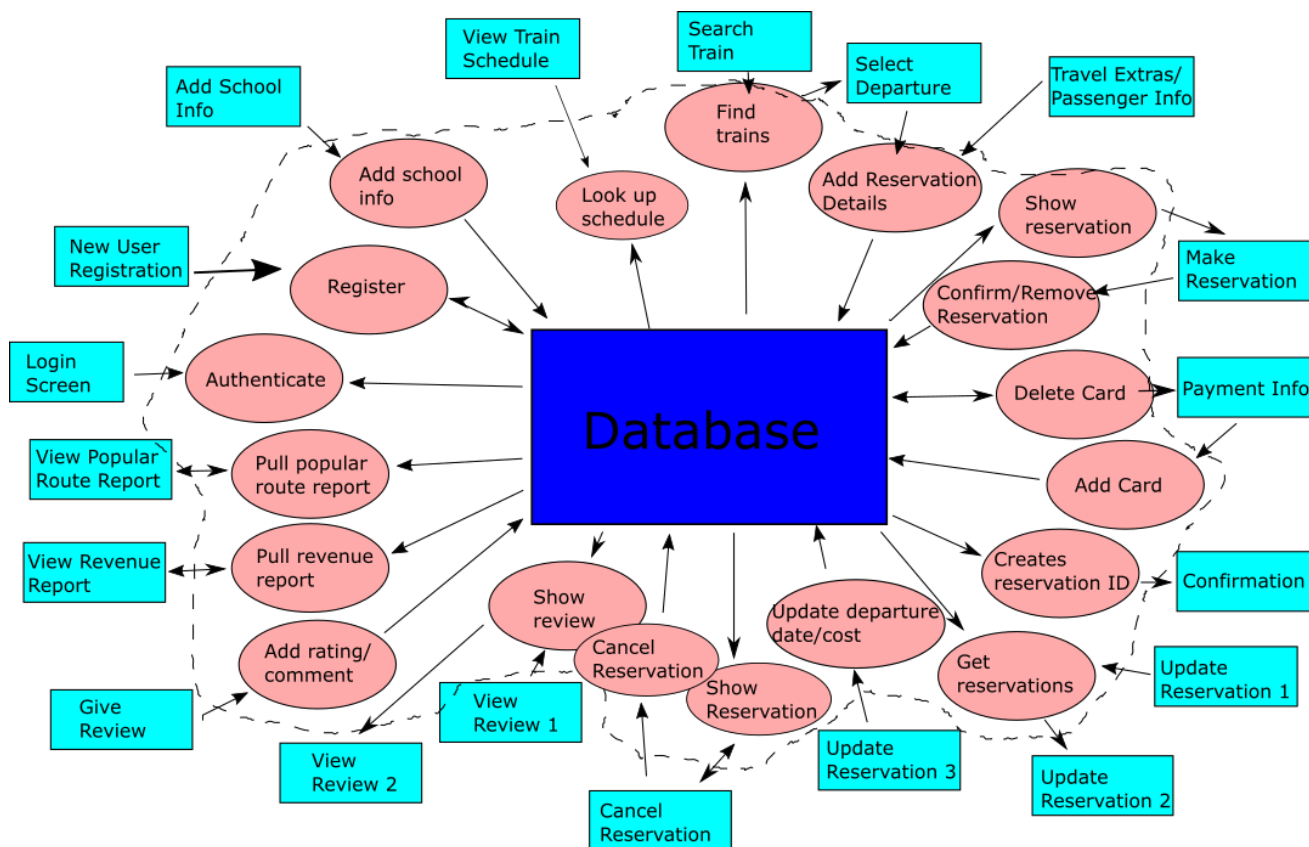 View Train
Schedule
Search
Train
Select
Departure
Travel Extras/
Passenger Info
Add School
Info
Find
trains
Add school
info
Look up
schedule
Add Reservation
Details
Show
reservation
New User
Registration
Make
Reservation
Register
Confirm/Remove
Reservation
Login
Screen
Authenticate
Database
Delete Card
Payment Info
View Popular
Route Report
Pull popular
route report
Add Card
View Revenue
Report
Pull revenue
report
Creates
reservation ID
Confirmation
Show
review
Update departure
date/cost
Add rating/
comment
Cancel
Reservation
Show
Reservation
Get
reservations
Update
Reservation 1
Give
Review
View
Review 1
View
Review 2
Update
Reservation 3
Update
Reservation 2
Cancel
Reservation